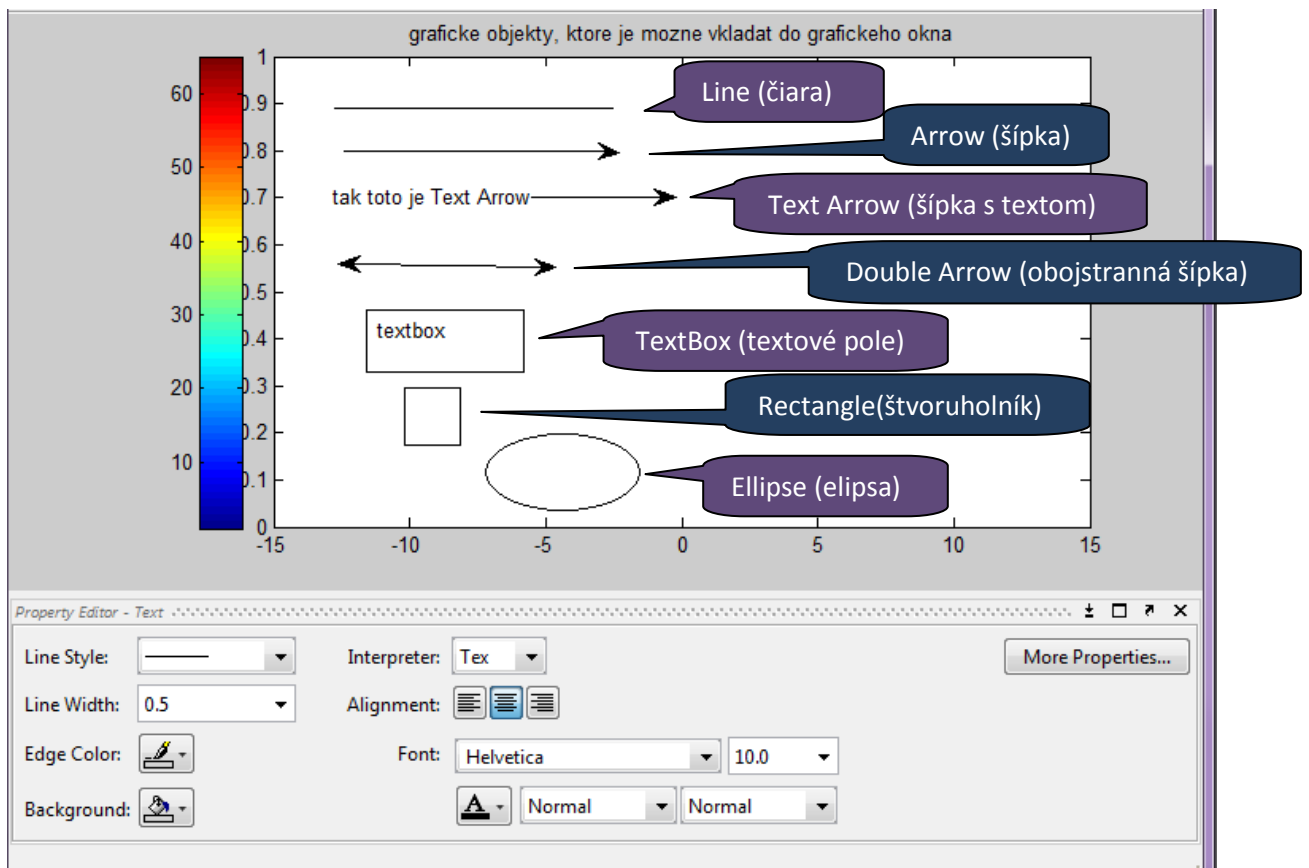 graficke objekty, ktore je mozne vkladat do grafickeho okna
1
60
0.9
Line (čiara)
50
0.8
Arrow (šípka)
0.7
tak toto je Text Arrow
Text Arrow (šípka s textom)
40
0.6
Double Arrow (obojstranná šípka)
0.5
30
0.4
textbox
TextBox (textové pole)
20
0.3
Rectangle(štvoruholník)
0.2
10
0.1
Ellipse (elipsa)
0
-15 -10 -5 0 5 10 15
Property Editor - Text
Line Style: Interpreter: Tex More Properties...
Line Width: 0.5 Alignment:
Edge Color: Font: Helvetica 10.0
Background: A Normal Normal